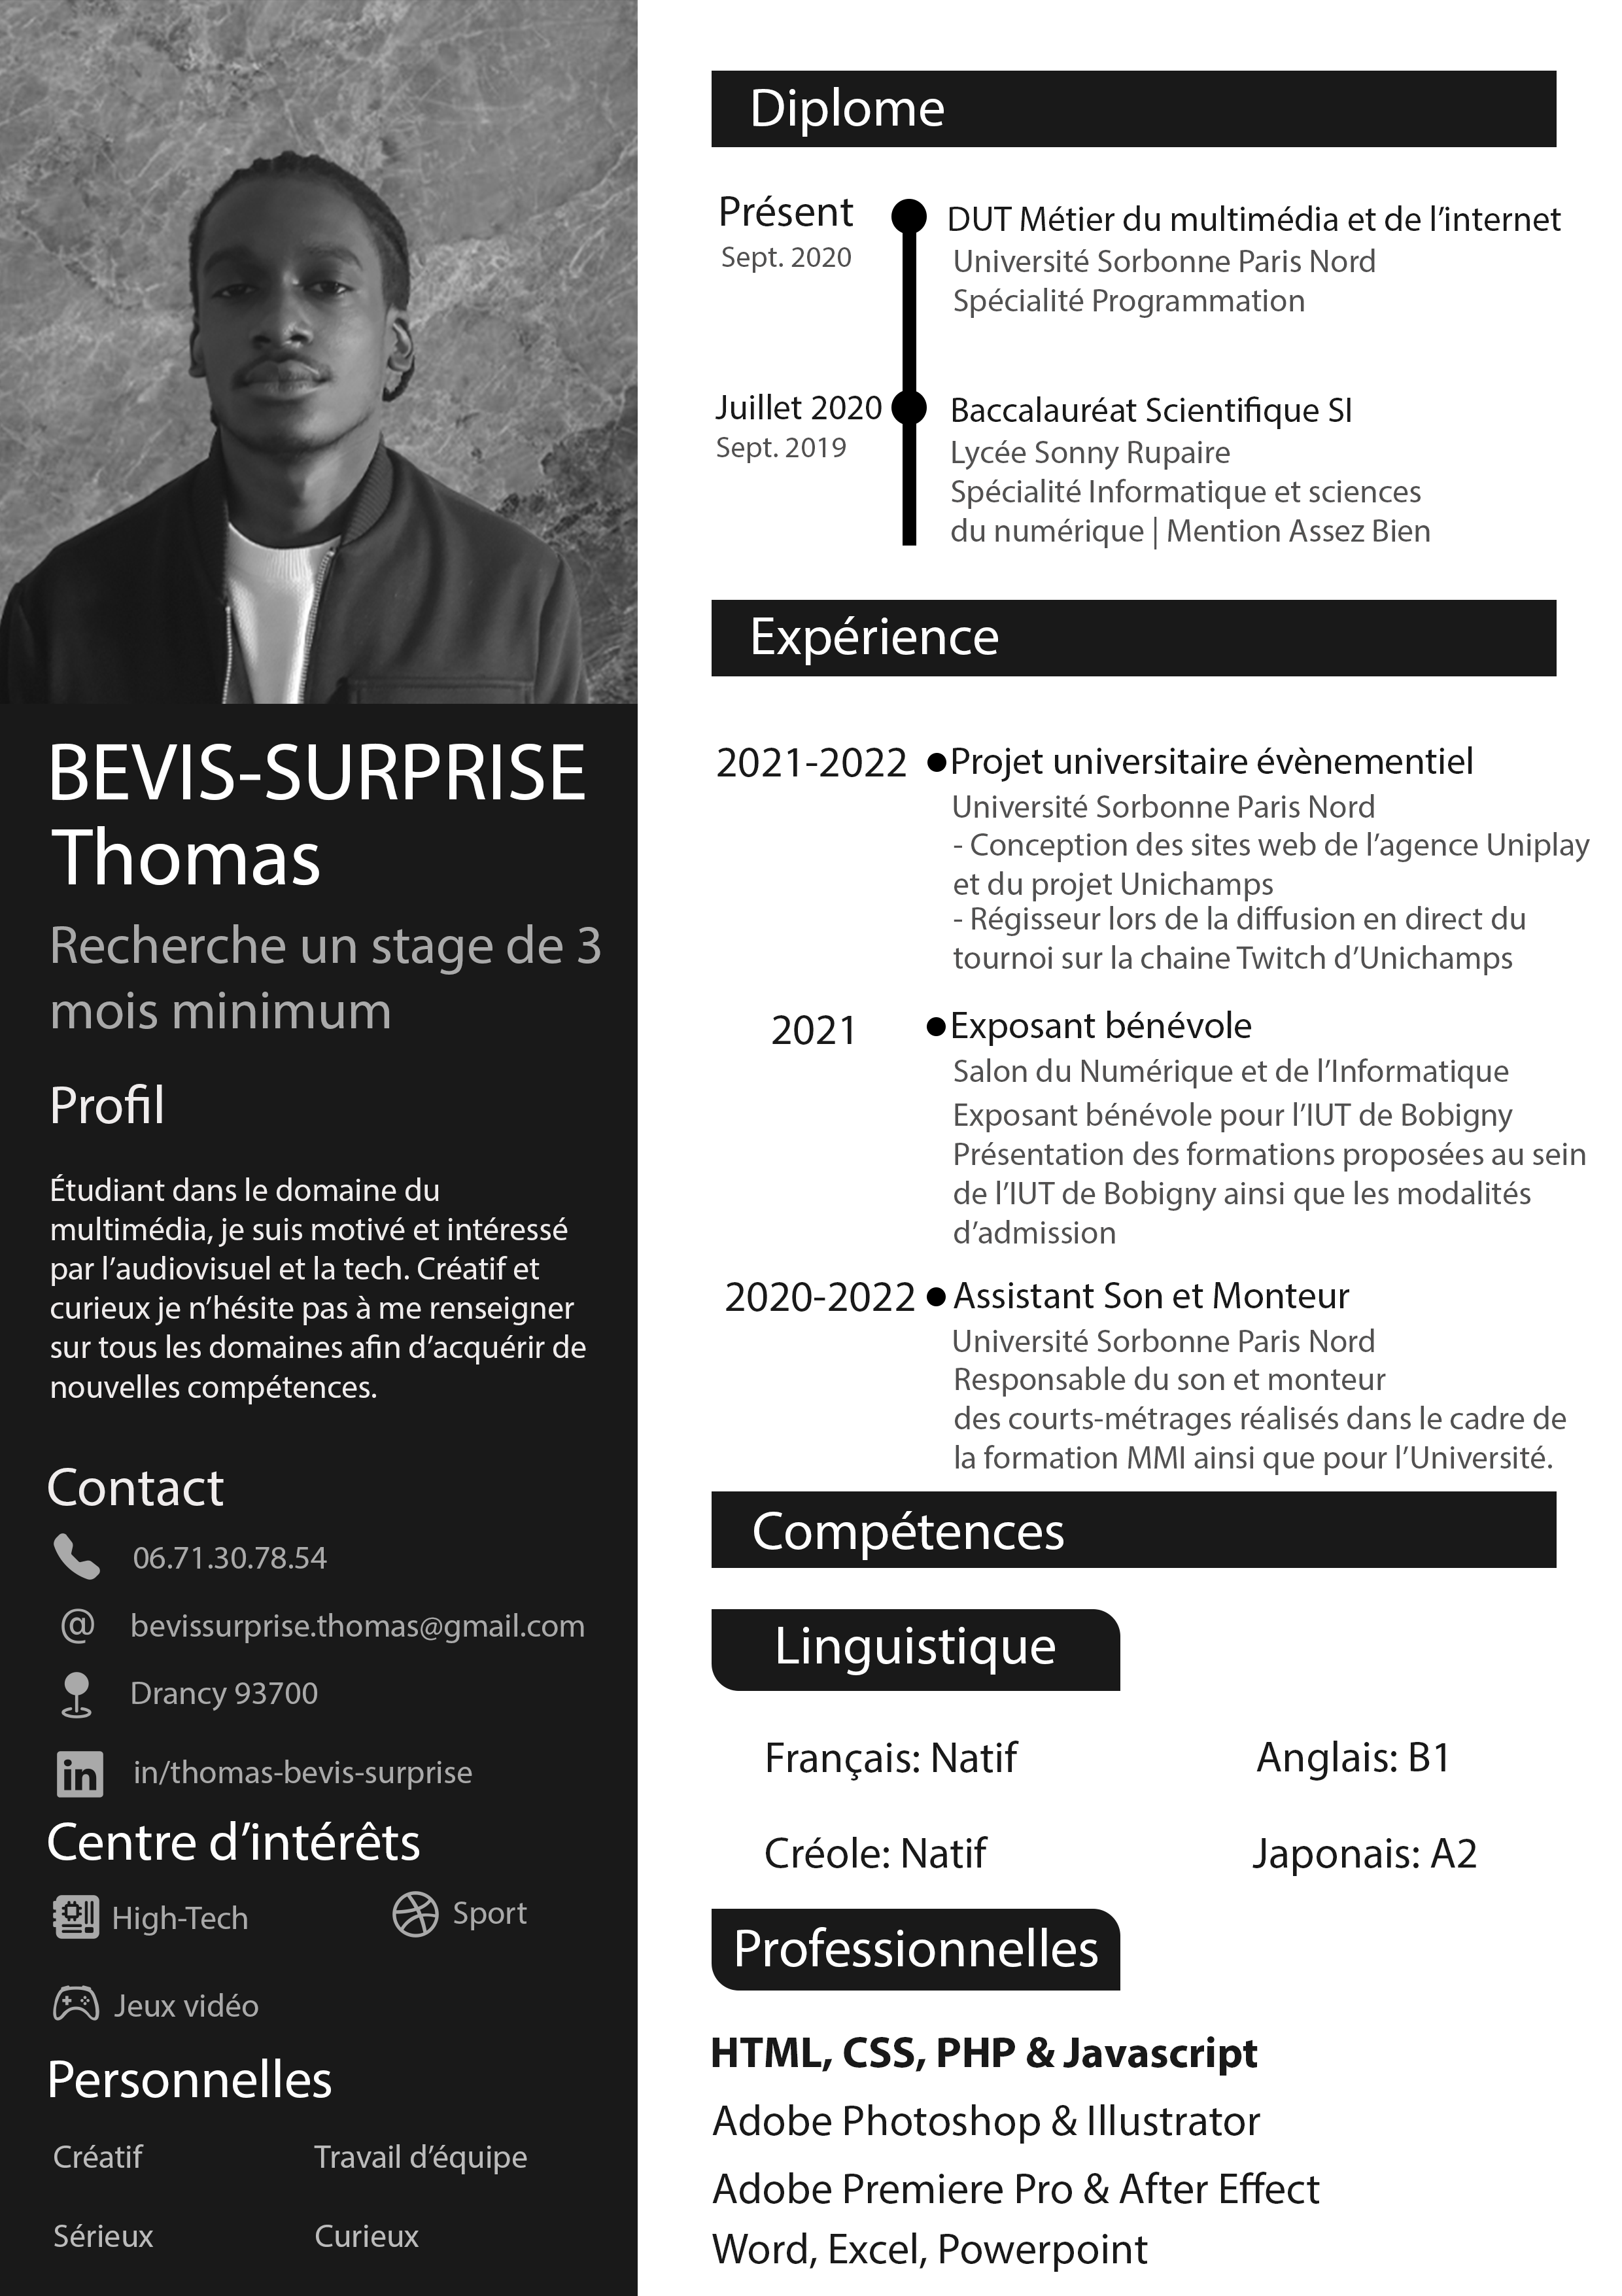 BEVIS-SURPRISE
Thomas
Recherche un stage de 3
mois minimum
Profil
Étudiant dans le domaine du
multimédia, je suis motivé et intéressé
par l’audiovisuel et la tech. Créatif et
curieux je n’hésite pas à me renseigner
sur tous les domaines afin d’acquérir de
nouvelles compétences.
Contact
06.71.30.78.54
@ bevissurprise.thomas@gmail.com
Drancy 93700
in in/thomas-bevis-surprise
Centre d’intérêts
High-Tech
Sport
Jeux vidéo
Personnelles
Créatif
Travail d’équipe
Sérieux
Curieux
Diplome
Présent
Sept. 2020
DUT Métier du multimédia et de l’internet
Université Sorbonne Paris Nord
Spécialité Programmation
Juillet 2020
Sept. 2019
Baccalauréat Scientifique SI
Lycée Sonny Rupaire
Spécialité Informatique et sciences
du numérique | Mention Assez Bien
Expérience
2021-2022
Projet universitaire évènementiel
Université Sorbonne Paris Nord
- Conception des sites web de l’agence Uniplay
et du projet Unichamps
- Régisseur lors de la diffusion en direct du
tournoi sur la chaine Twitch d’Unichamps
2021
Exposant bénévole
Salon du Numérique et de l’Informatique
Exposant bénévole pour l’IUT de Bobigny
Présentation des formations proposées au sein
de l’IUT de Bobigny ainsi que les modalités
d’admission
2020-2022
Assistant Son et Monteur
Université Sorbonne Paris Nord
Responsable du son et monteur
des courts-métrages réalisés dans le cadre de
la formation MMI ainsi que pour l’Université.
Compétences
Linguistique
Français: Natif
Anglais: B1
Créole: Natif
Japonais: A2
Professionnelles
HTML, CSS, PHP & Javascript
Adobe Photoshop & Illustrator
Adobe Premiere Pro & After Effect
Word, Excel, Powerpoint